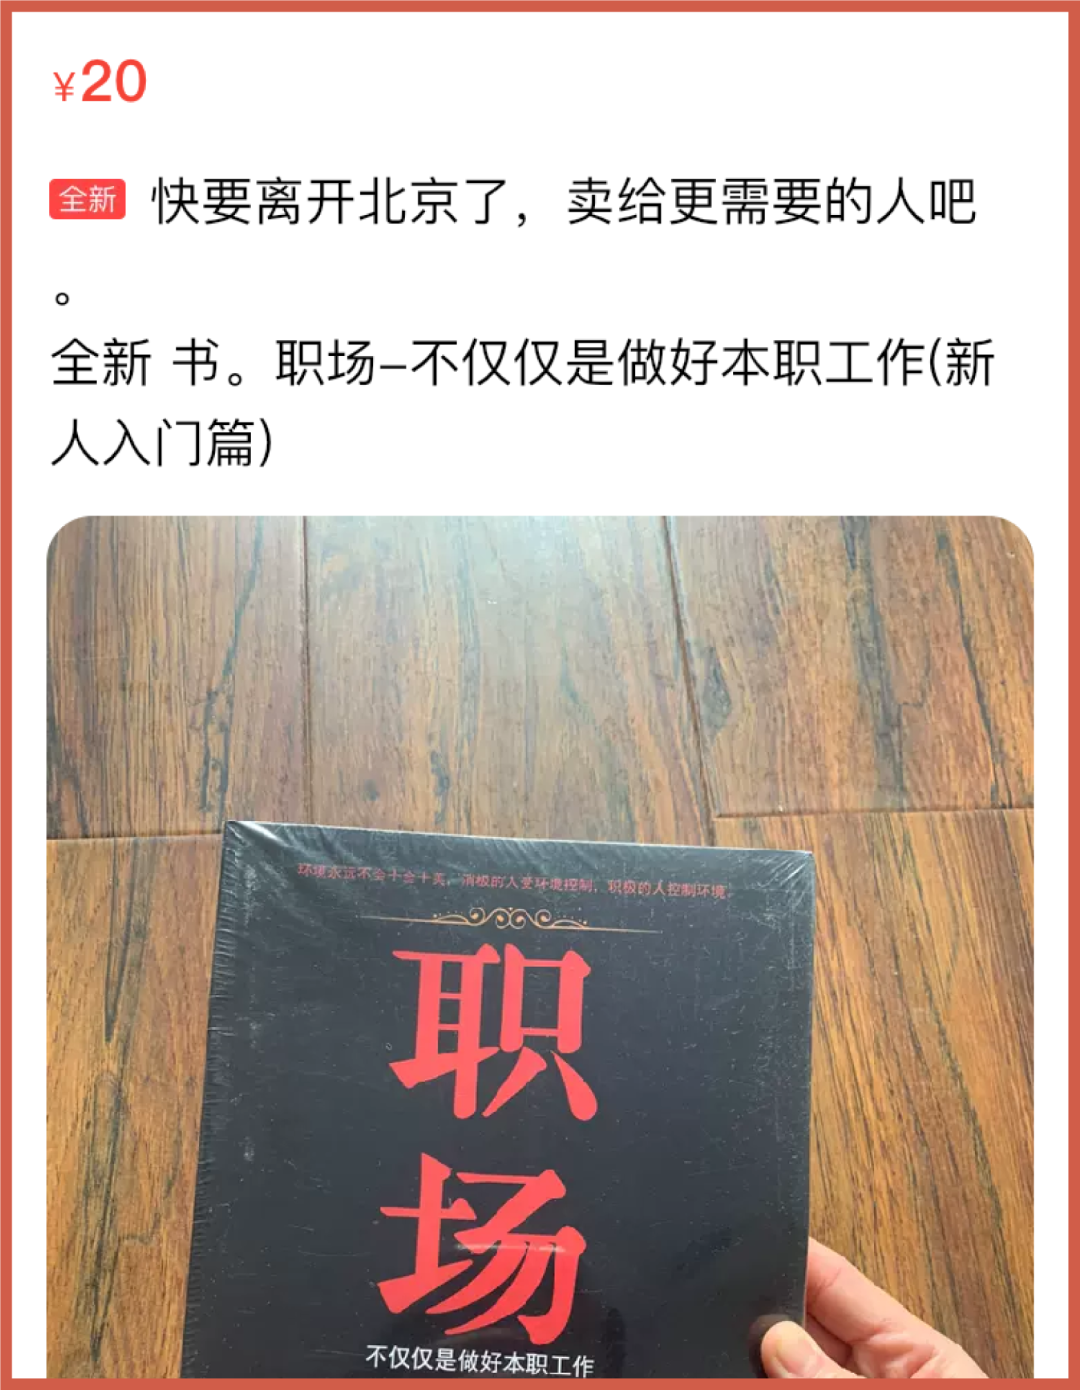 ¥20
全新 快要离开北京了，卖给更需要的人吧
。
全新 书。职场-不仅仅是做好本职工作(新
人入门篇)
环境永远不会十全十美，消极的人受环境控制，积极的人控制环境
职
场
不仅仅是做好本职工作